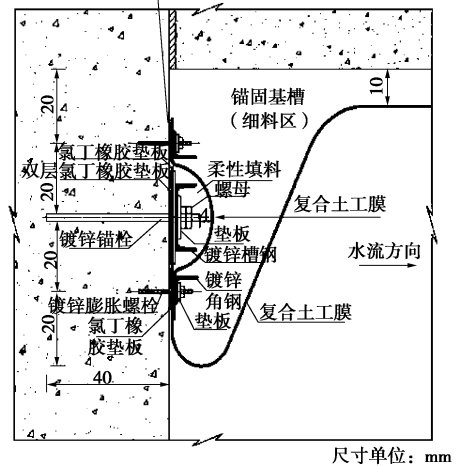 10
20
锚固基槽
（细料区）
氯丁橡胶垫板
双层氯丁橡胶垫板
柔性填料
螺母
20
复合土工膜
镀锌锚栓
垫板
镀锌槽钢
水流方向
20
镀锌
镀锌膨胀螺栓
角钢
垫板
复合土工膜
20
氯丁橡
胶垫板
40
尺寸单位：mm